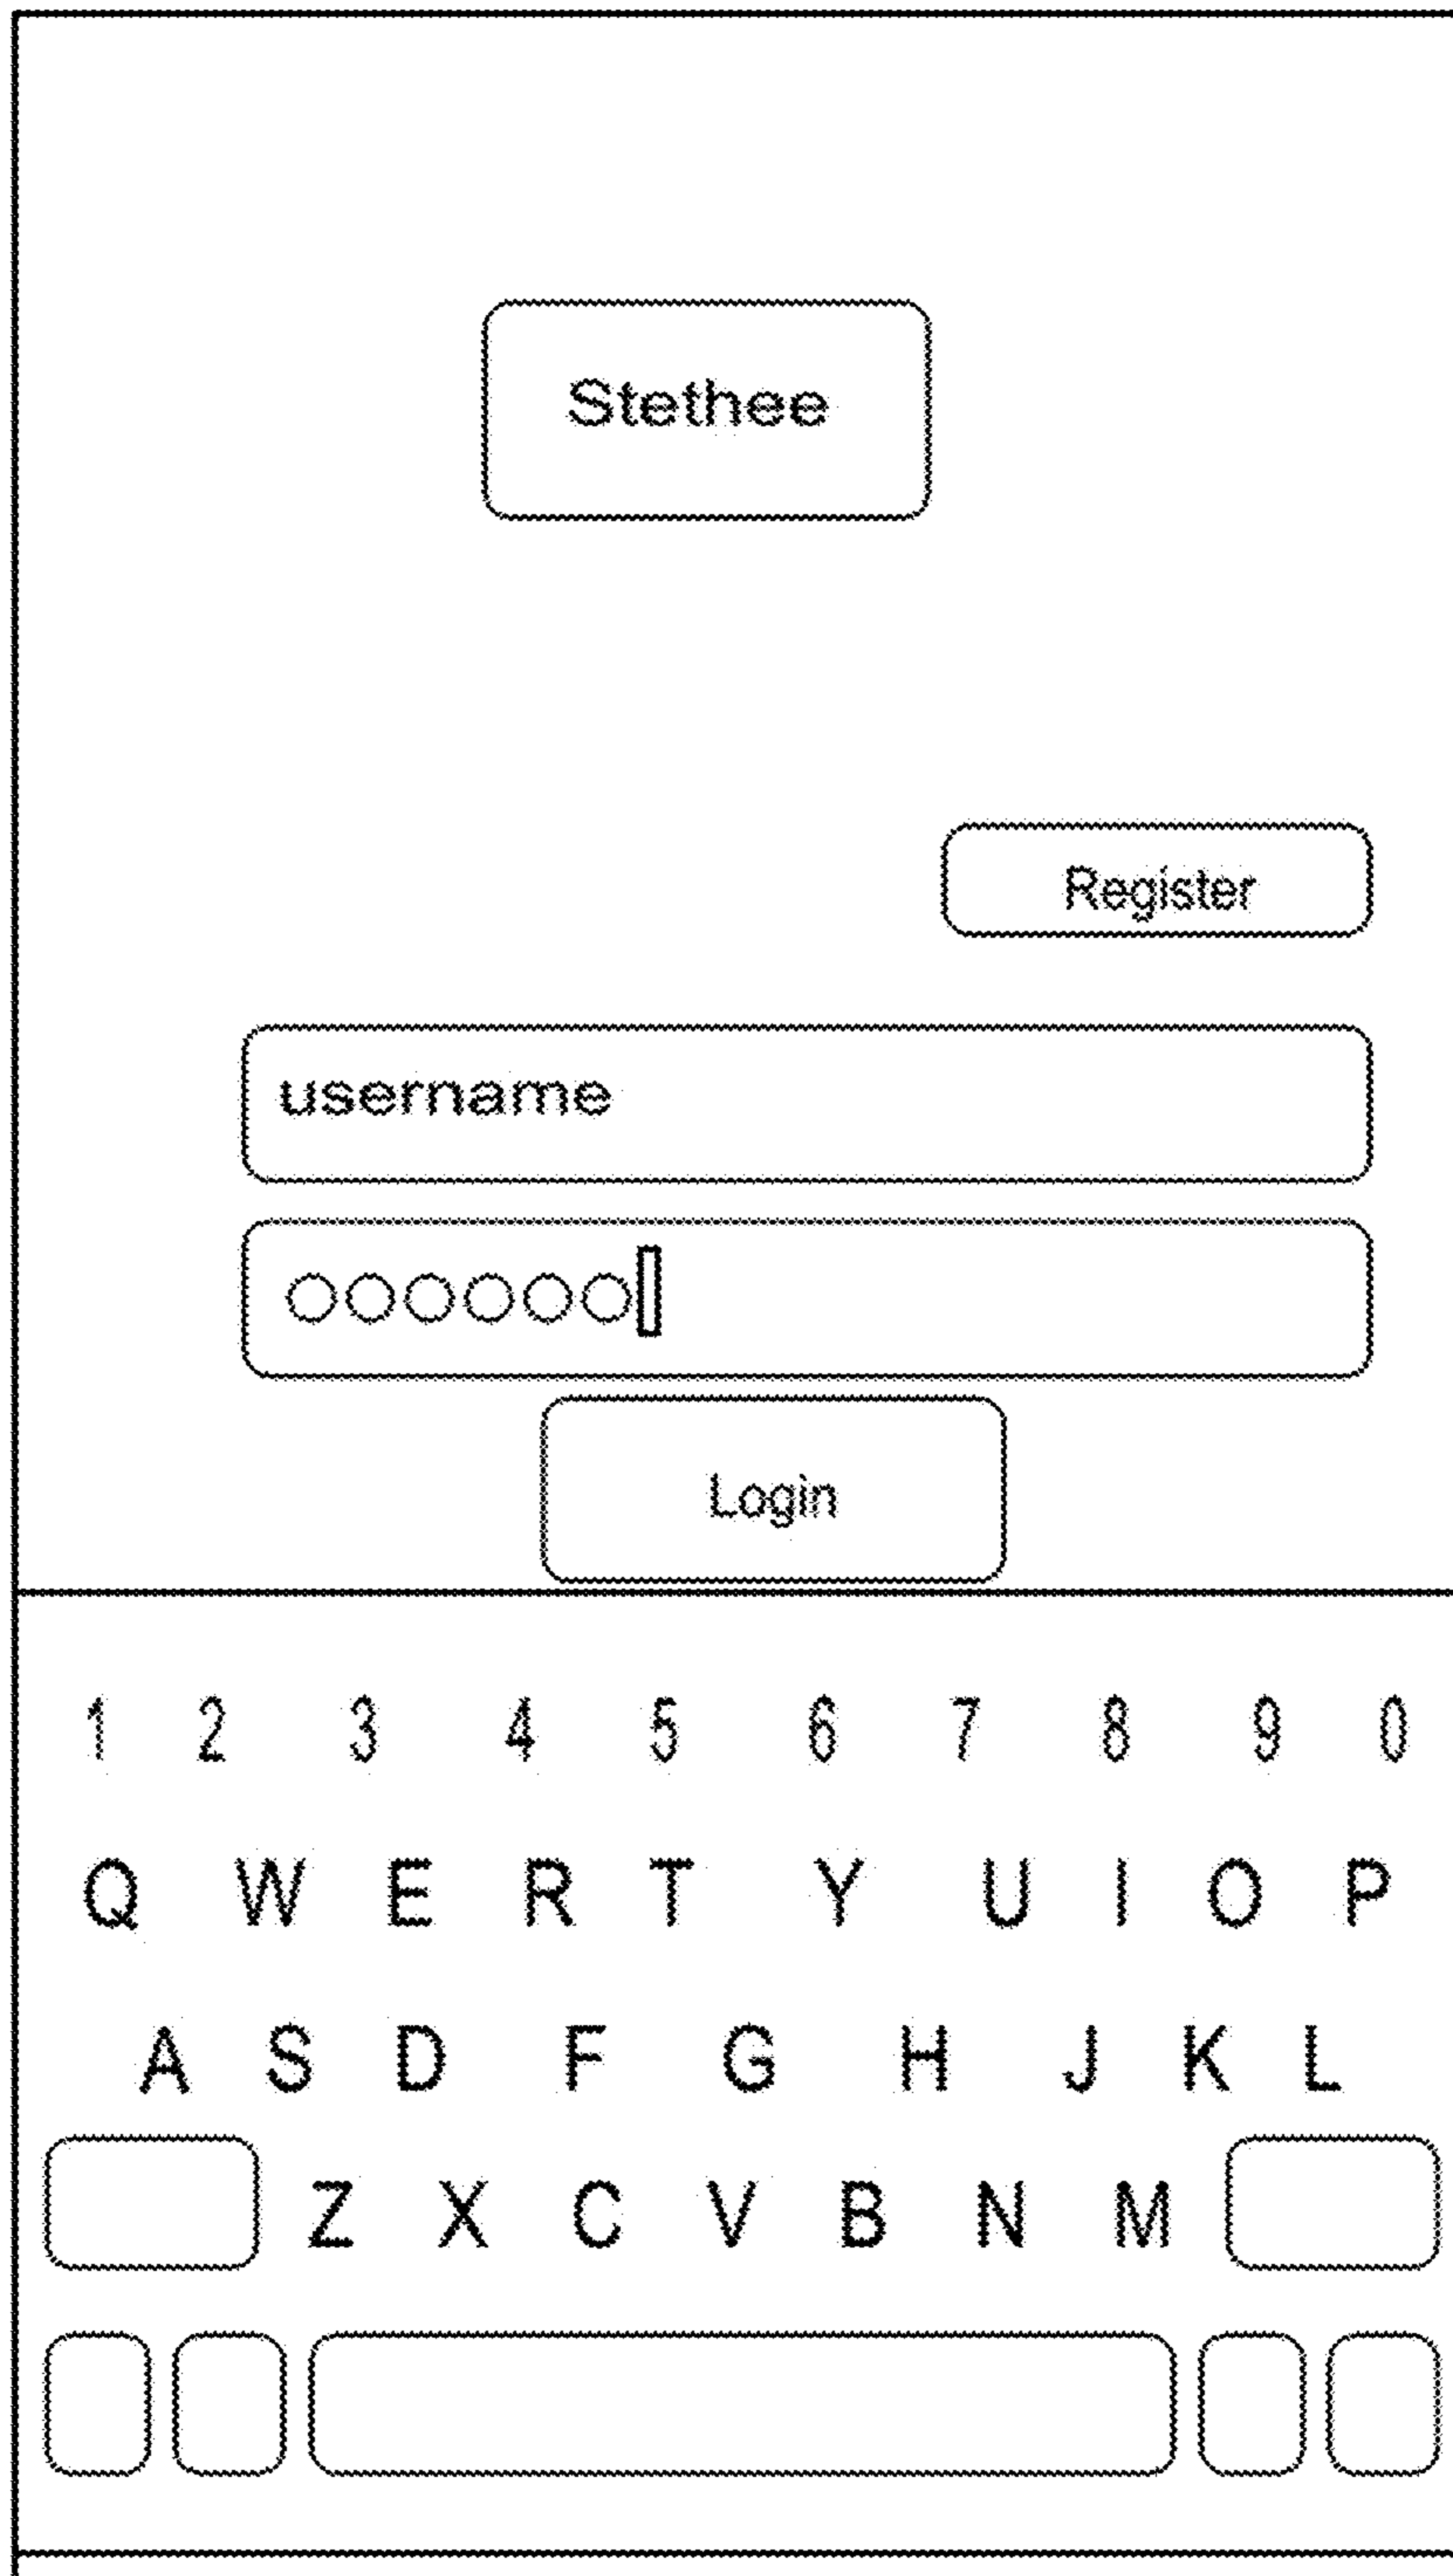 Stethee
Register
username
Login
1 2 3 4 5 6 7 8 9 0
Q W E R T Y U I O P
A S D F G H J K L
Z X C V B N M